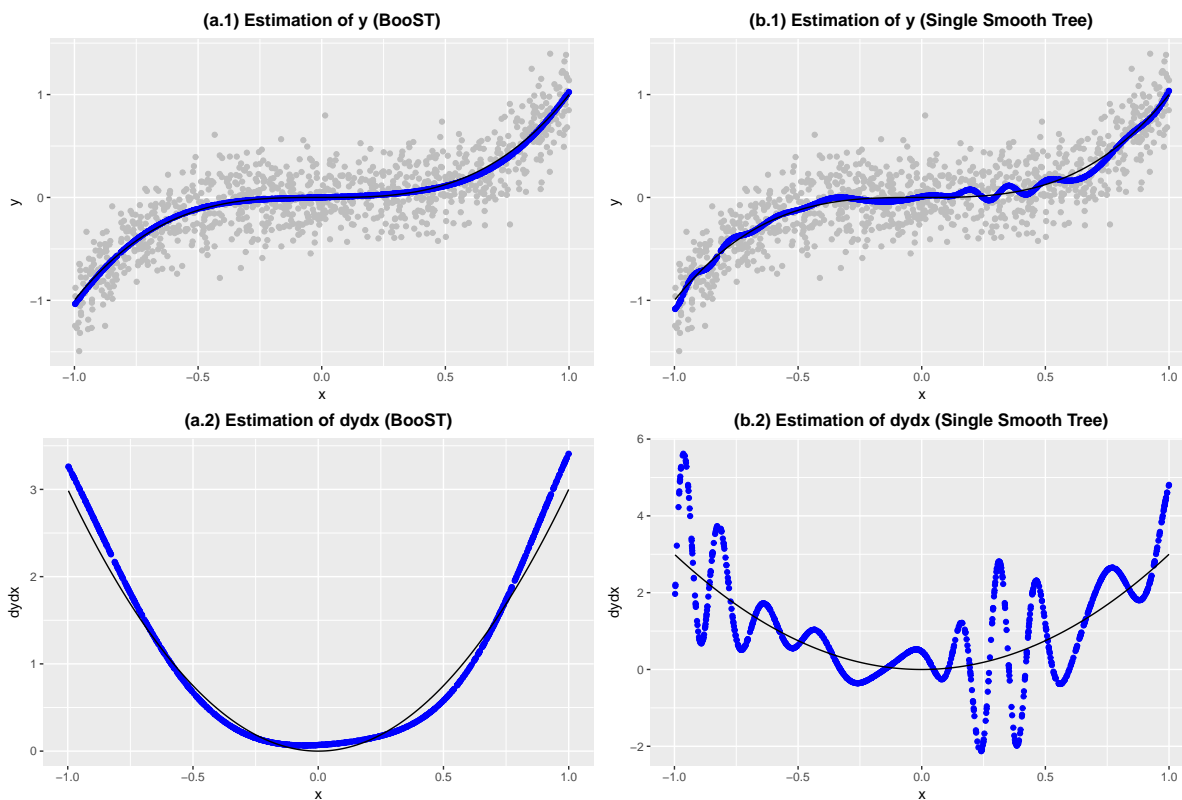 (a.1) Estimation of y (BooST)
y
1
0
−1
−1.0 −0.5 0.0 0.5 1.0
x
(b.1) Estimation of y (Single Smooth Tree)
y
1
0
−1
−1.0 −0.5 0.0 0.5 1.0
x
(a.2) Estimation of dydx (BooST)
dydx
3
2
1
0
−1.0 −0.5 0.0 0.5 1.0
x
(b.2) Estimation of dydx (Single Smooth Tree)
dydx
6
4
2
0
−2
−1.0 −0.5 0.0 0.5 1.0
x